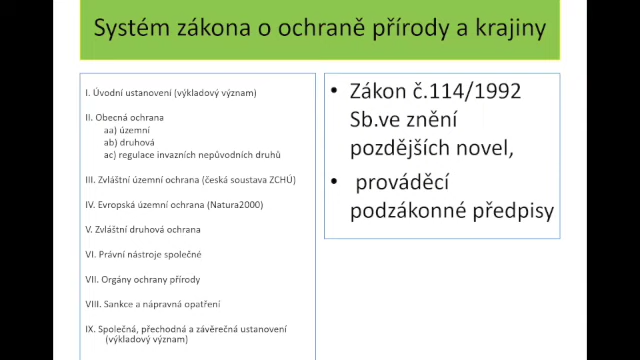 Systém zákona o ochraně přírody a krajiny
I. Úvodní ustanovení (výkladový význam)
II. Obecná ochrana
aa) územní
ab) druhová
ac) regulace invazních nepůvodních druhů
III. Zvláštní územní ochrana (česká soustava ZCHÚ)
IV. Evropská územní ochrana (Natura2000)
V. Zvláštní druhová ochrana
VI. Právní nástroje společné
VII. Orgány ochrany přírody
VIII. Sankce a nápravná opatření
IX. Společná, přechodná a závěrečná ustanovení
(výkladový význam)
• Zákon č.114/1992
Sb.ve znění
pozdějších novel,
• prováděcí
podzákonné předpisy